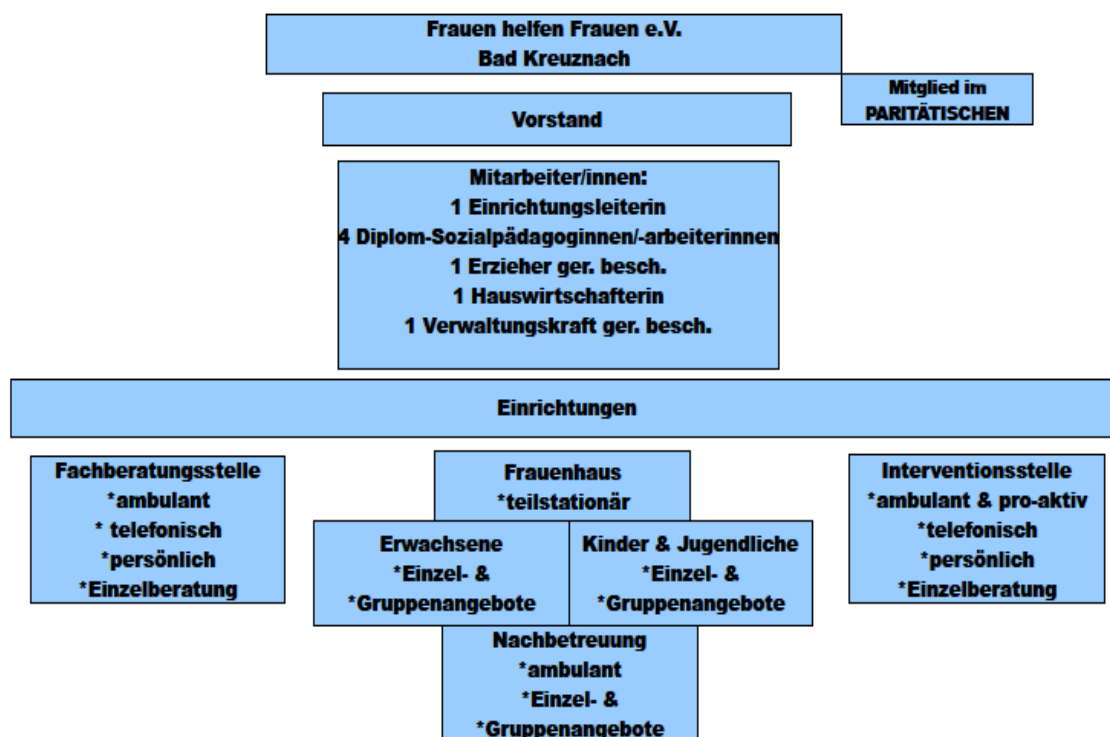 Frauen helfen Frauen e.V.
Bad Kreuznach
Mitglied im
PARITÄTISCHEN
Vorstand
Mitarbeiter/innen:
1 Einrichtungsleiterin
4 Diplom-Sozialpädagoginnen/-arbeiterinnen
1 Erzieher ger. besch.
1 Hauswirtschafterin
1 Verwaltungskraft ger. besch.
Einrichtungen
Fachberatungsstelle
*ambulant
* telefonisch
*persönlich
*Einzelberatung
Frauenhaus
*teilstationär
Erwachsene
*Einzel- &
*Gruppenangebote
Kinder & Jugendliche
*Einzel- &
*Gruppenangebote
Nachbetreuung
*ambulant
*Einzel- &
*Gruppenangebote
Interventionsstelle
*ambulant & pro-aktiv
*telefonisch
*persönlich
*Einzelberatung